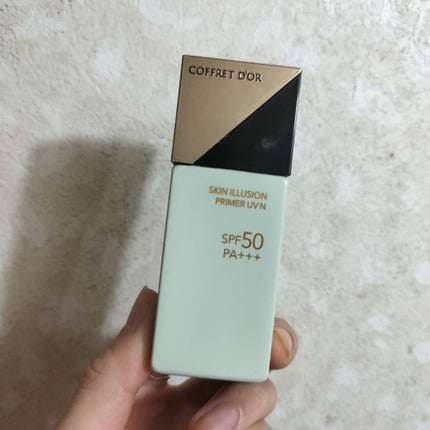 COFFRET D'OR
SKIN ILLUSION
PRIMER UV N
SPF50
PA+++